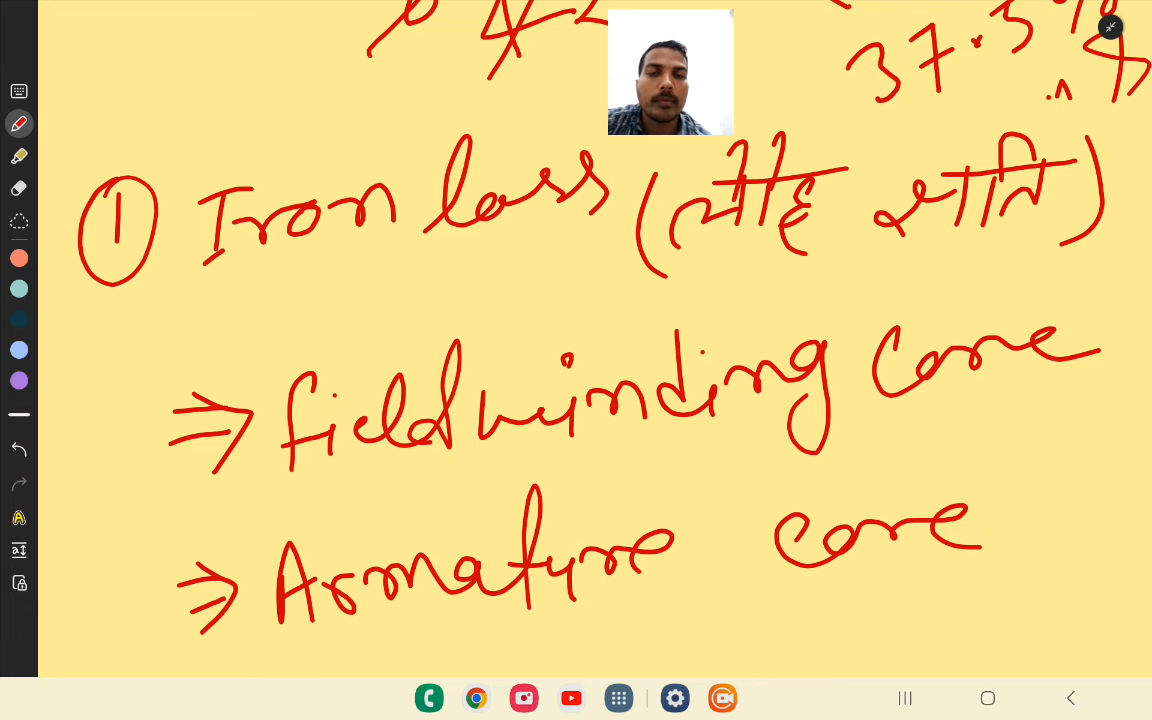 37.5%
① Iron loss (लौह क्षति)
⇒ field winding core
⇒ Armature core